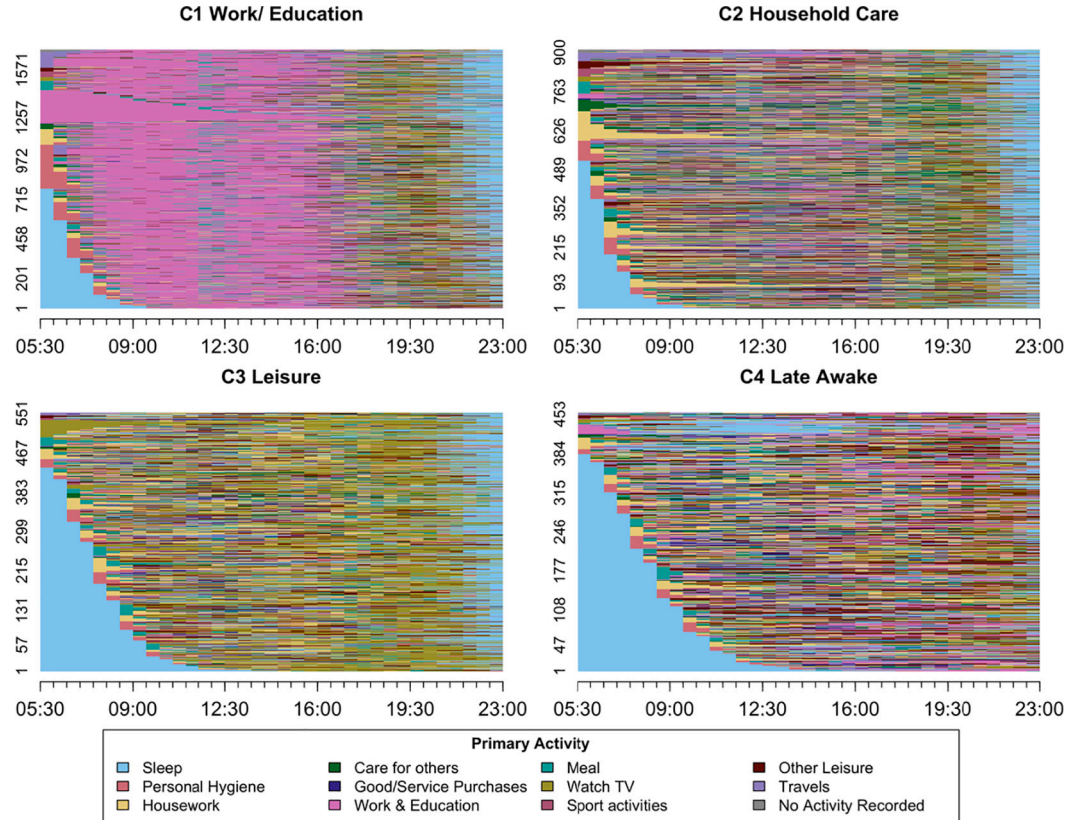 C1 Work/ Education
C2 Household Care
1 201 458 715 972 1257 1571
1 93 215 352 489 626 763 900
05:30 09:00 12:30 16:00 19:30 23:00
05:30 09:00 12:30 16:00 19:30 23:00
C3 Leisure
C4 Late Awake
1 57 131 215 299 383 467 551
1 47 108 177 246 315 384 453
05:30 09:00 12:30 16:00 19:30 23:00
05:30 09:00 12:30 16:00 19:30 23:00
Primary Activity
Sleep Care for others Meal Other Leisure
Personal Hygiene Good/Service Purchases Watch TV Travels
Housework Work & Education Sport activities No Activity Recorded